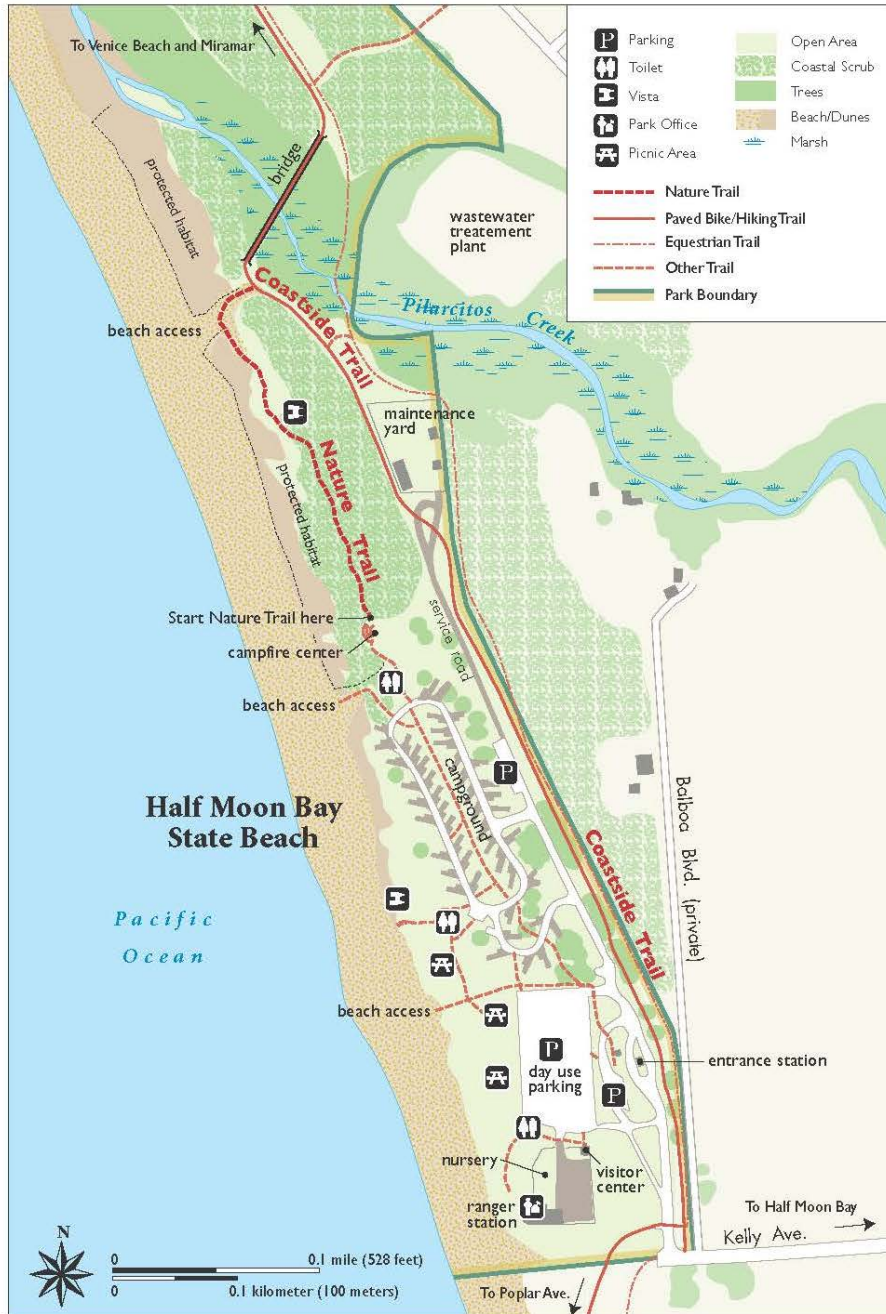 To Venice Beach and Miramar
P Parking
Toilet
Vista
Park Office
Picnic Area
Open Area
Coastal Scrub
Trees
Beach/Dunes
Marsh
Nature Trail
Paved Bike/Hiking Trail
Equestrian Trail
Other Trail
Park Boundary
bridge
protected habitat
wastewater
treatement
plant
Pilarcitos Creek
Coastside Trail
beach access
maintenance
yard
Nature Trail
protected habitat
Start Nature Trail here
campfire center
service road
beach access
P
campground
Half Moon Bay
State Beach
Balboa Blvd. (private)
Coastside Trail
Pacific
Ocean
beach access
P
day use
parking
entrance station
P
nursery
visitor
center
ranger
station
To Half Moon Bay
Kelly Ave.
N
0 0.1 mile (528 feet)
0 0.1 kilometer (100 meters)
To Poplar Ave.